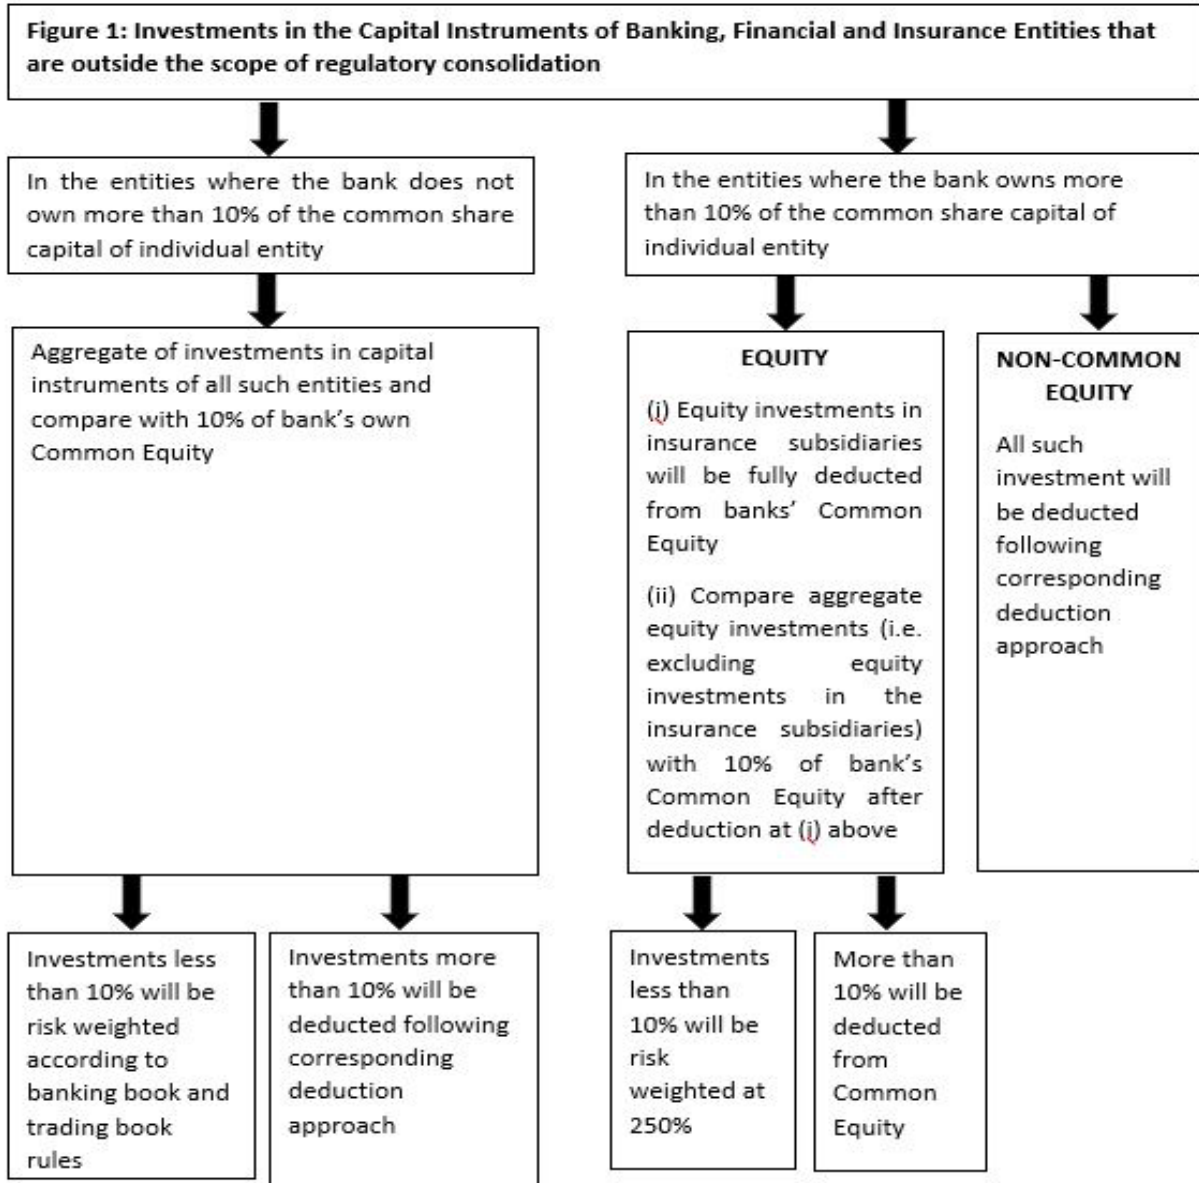 Figure 1: Investments in the Capital Instruments of Banking, Financial and Insurance Entities that
are outside the scope of regulatory consolidation
In the entities where the bank does not
own more than 10% of the common share
capital of individual entity
In the entities where the bank owns more
than 10% of the common share capital of
individual entity
Aggregate of investments in capital
instruments of all such entities and
compare with 10% of bank's own
Common Equity
EQUITY
(i) Equity investments in
insurance subsidiaries
will be fully deducted
from banks' Common
Equity
(ii) Compare aggregate
equity investments (i.e.
excluding equity
investments in the
insurance subsidiaries)
with 10% of bank's
Common Equity after
deduction at (i) above
NON-COMMON
EQUITY
All such
investment will
be deducted
following
corresponding
deduction
approach
Investments less
than 10% will be
risk weighted
according to
banking book and
trading book
rules
Investments more
than 10% will be
deducted following
corresponding
deduction
approach
Investments
less than
10% will be
risk
weighted at
250%
More than
10% will be
deducted
from
Common
Equity